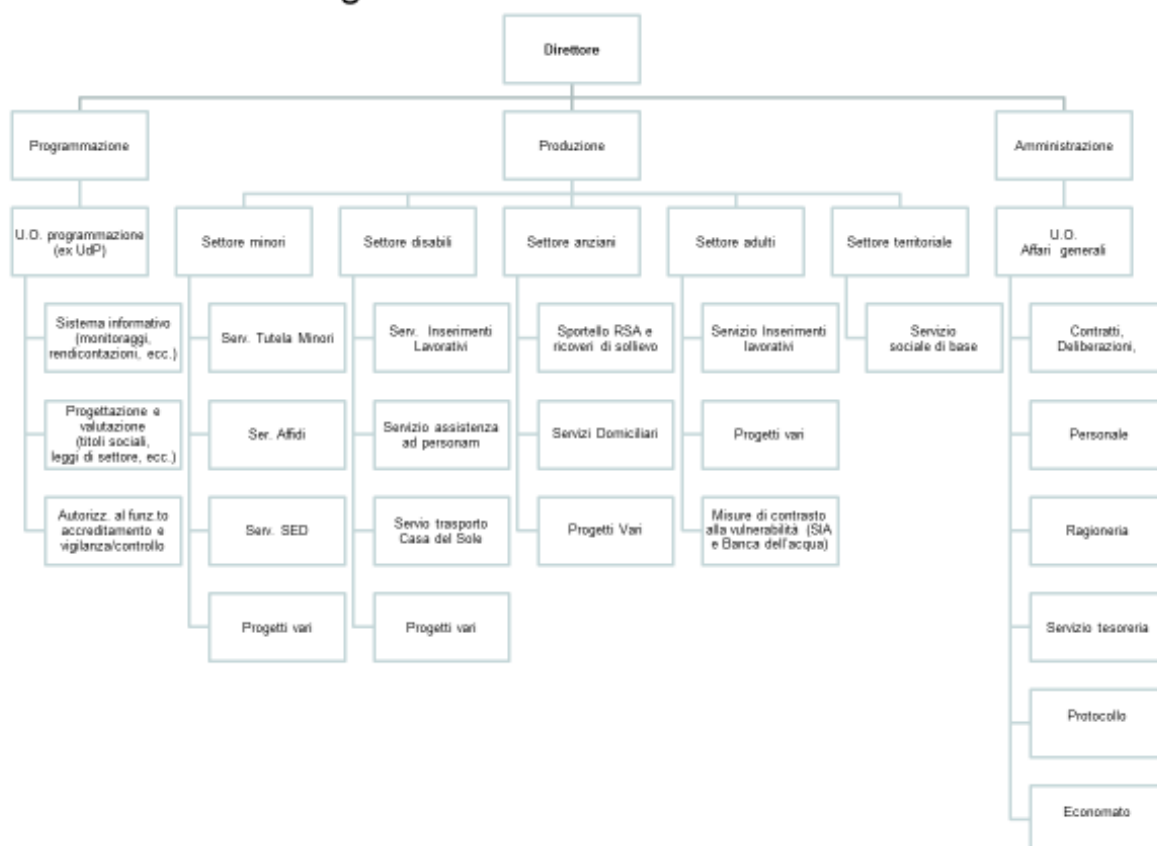 Direttore
Programmazione
Produzione
Amministrazione
U.O. programmazione
(ex UdP)
Settore minori
Settore disabili
Settore anziani
Settore adulti
Settore territoriale
U.O.
Affari generali
Sistema informativo
(monitoraggi,
rendicontazioni, ecc.)
Serv. Tutela Minori
Serv. Inserimenti
Lavorativi
Sportello RSA e
ricoveri di sollievo
Servizio Inserimenti
lavorativi
Servizio
sociale di base
Contratti,
Deliberazioni,
Progettazione e
valutazione
(titoli sociali,
leggi di settore, ecc.)
Ser. Affidi
Servizio assistenza
ad personam
Servizi Domiciliari
Progetti vari
Personale
Autorizz. al funz.to
accreditamento e
vigilanza/controllo
Serv. SED
Servio trasporto
Casa del Sole
Progetti Vari
Misure di contrasto
alla vulnerabilità (SIA
e Banca dell'acqua)
Ragioneria
Progetti vari
Progetti vari
Servizio tesoreria
Protocollo
Economato